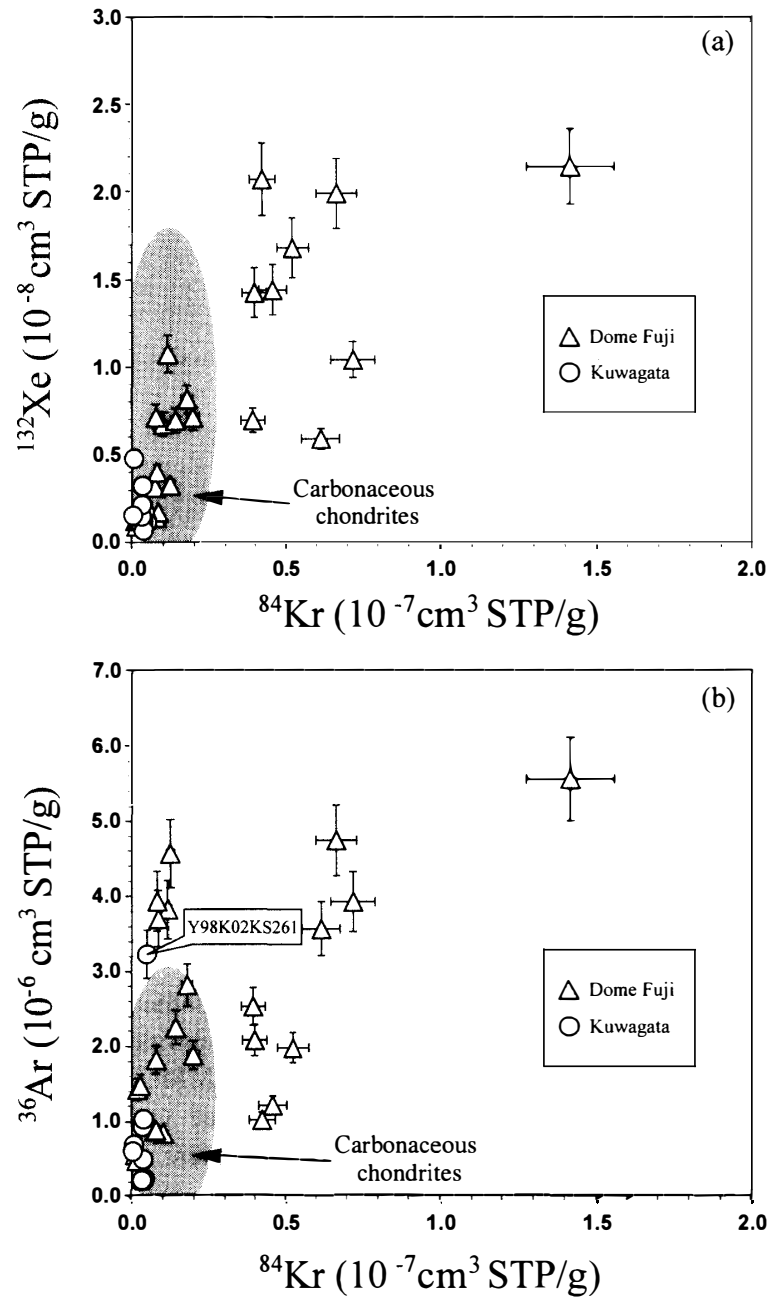 (a)
4.0
3.0
2.5
2.0
1.5
1.0
0.5
0.0
¹³²Xe (10⁻⁸cm³ STP/g)
Dome Fuji
Kuwagata
Carbonaceous
chondrites
0.0 0.5 1.0 1.5 2.0
⁸⁴Kr (10⁻⁷cm³ STP/g)
(b)
7.0
6.0
5.0
4.0
3.0
2.0
1.0
0.0
³⁶Ar (10⁻⁶ cm³ STP/g)
Y98K02KS261
Dome Fuji
Kuwagata
Carbonaceous
chondrites
0.0 0.5 1.0 1.5 2.0
⁸⁴Kr (10⁻⁷cm³ STP/g)